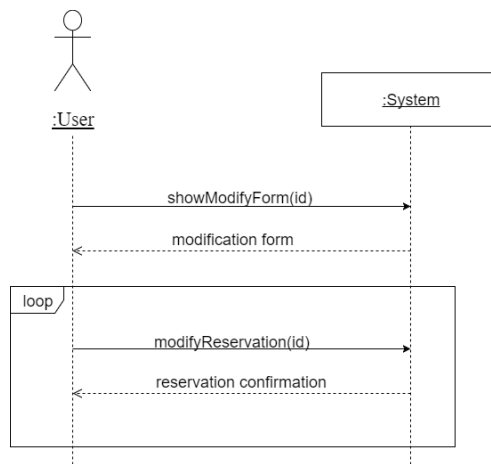 :User
:System
showModifyForm(id)
modification form
loop
modifyReservation(id)
reservation confirmation